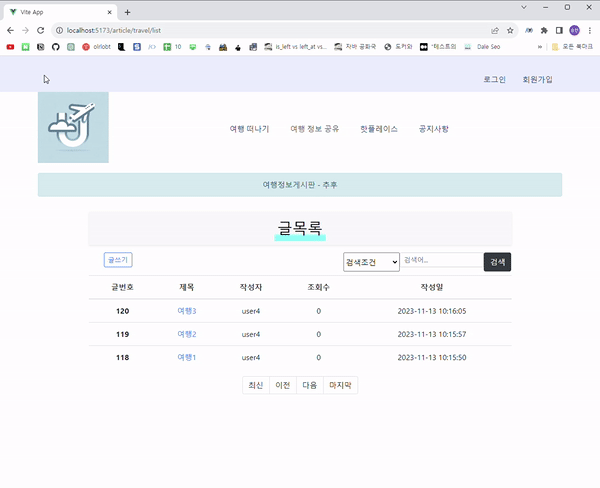 Vite App
localhost:5173/article/travel/list
oirlobt
10
is_left vs left_at vs...
자바 공화국
도커와
Dale Seo
모든 북마크
로그인 회원가입
여행 떠나기 여행 정보 공유 핫플레이스 공지사항
여행정보게시판 - 추후
글목록
글쓰기 검색조건 검색어... 검색
글번호 제목 작성자 조회수 작성일
120 여행3 user4 0 2023-11-13 10:16:05
119 여행2 user4 0 2023-11-13 10:15:57
118 여행1 user4 0 2023-11-13 10:15:50
최신 이전 다음 마지막